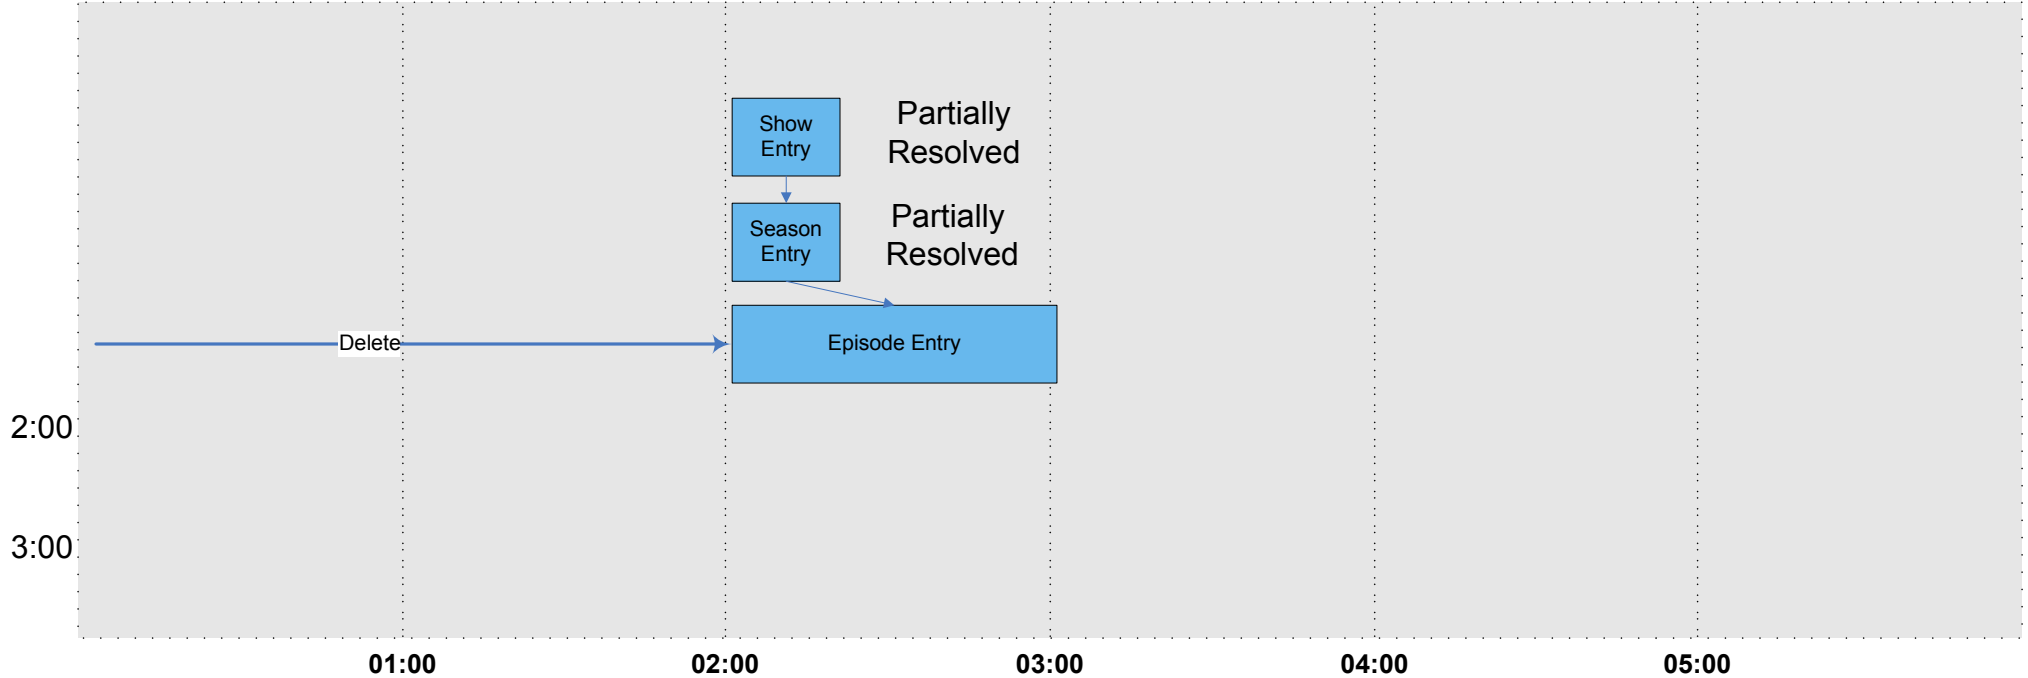 Show
Entry
Partially
Resolved
Season
Entry
Partially
Resolved
Delete
Episode Entry
2:00
3:00
01:00
02:00
03:00
04:00
05:00